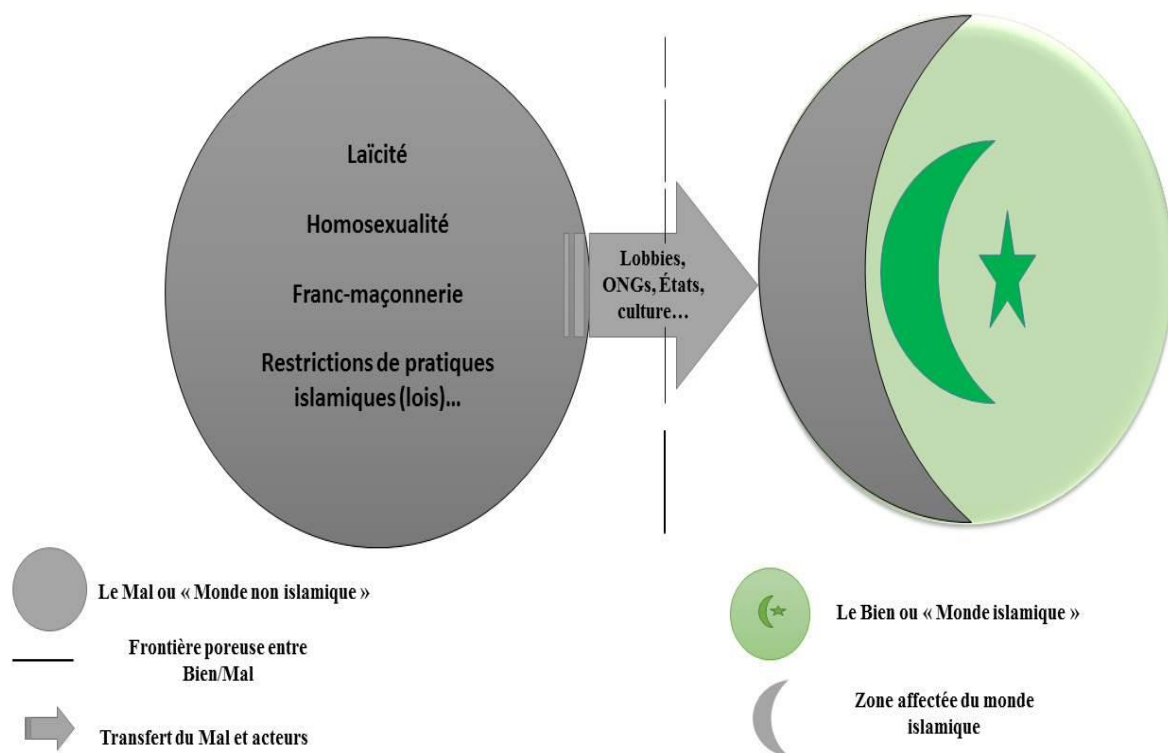 Laïcité
Homosexualité
Franc-maçonnerie
Restrictions de pratiques
islamiques (lois)...
Lobbies,
ONGs, États,
culture…
Le Mal ou « Monde non islamique »
Frontière poreuse entre
Bien/Mal
Transfert du Mal et acteurs
Le Bien ou « Monde islamique »
Zone affectée du monde
islamique